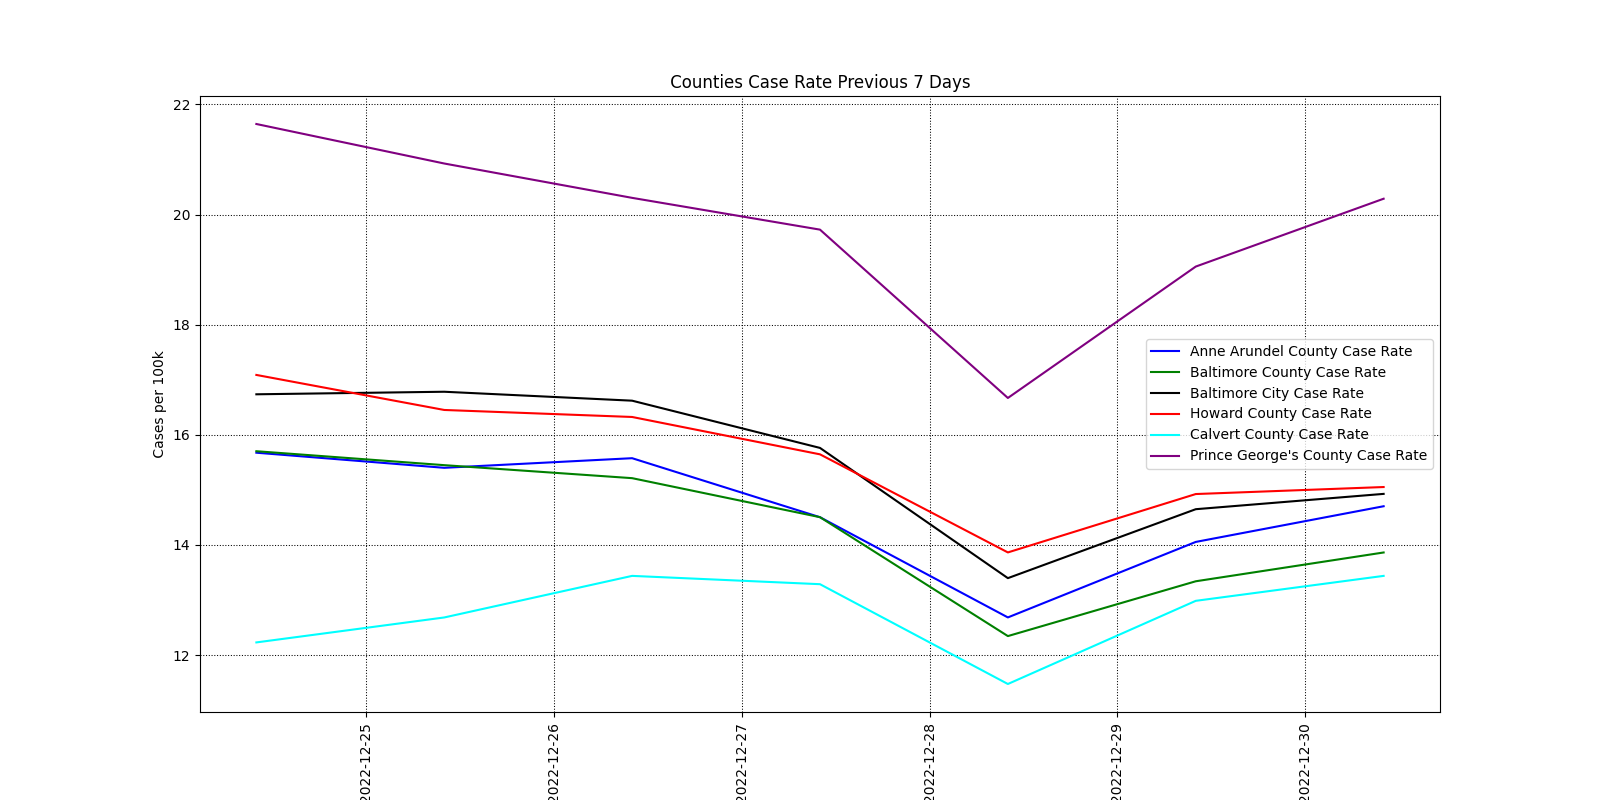 Counties Case Rate Previous 7 Days
Cases per 100k
22
20
18
16
14
12
Anne Arundel County Case Rate
Baltimore County Case Rate
Baltimore City Case Rate
Howard County Case Rate
Calvert County Case Rate
Prince George's County Case Rate
2022-12-25
2022-12-26
2022-12-27
2022-12-28
2022-12-29
2022-12-30